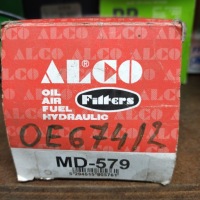 ALCO
OIL
AIR
FUEL
HYDRAULIC
Filters
OE674/2
MD-579